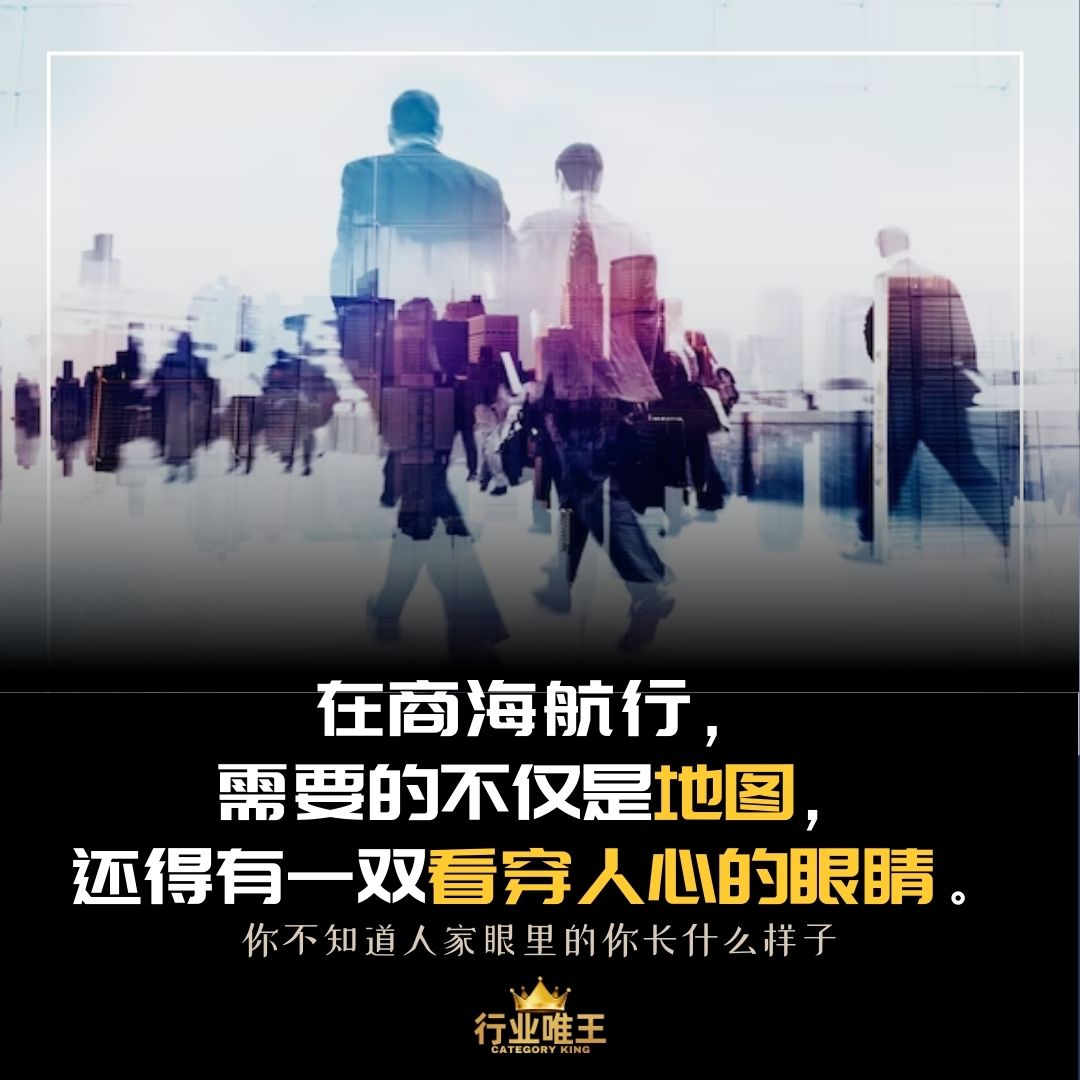 在商海航行，
需要的不仅是地图，
还得有一双看穿人心的眼睛。
你不知道人家眼里的你长什么样子
行业唯王
CATEGORY KING